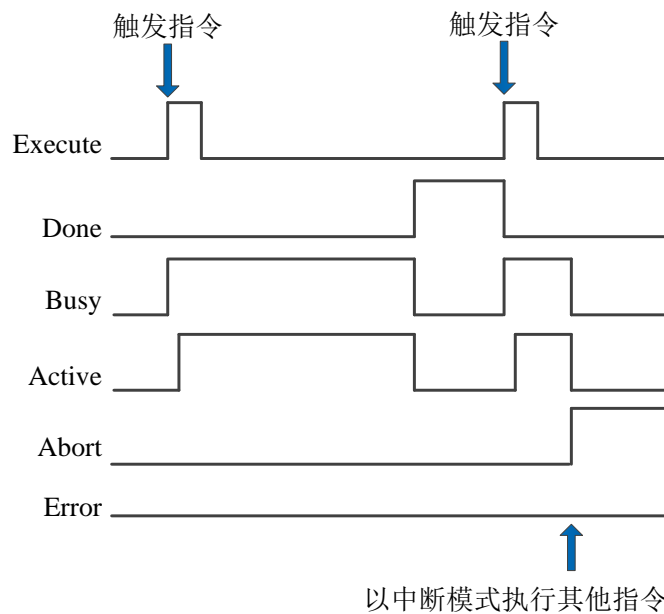 触发指令 触发指令
Execute
Done
Busy
Active
Abort
Error
以中断模式执行其他指令